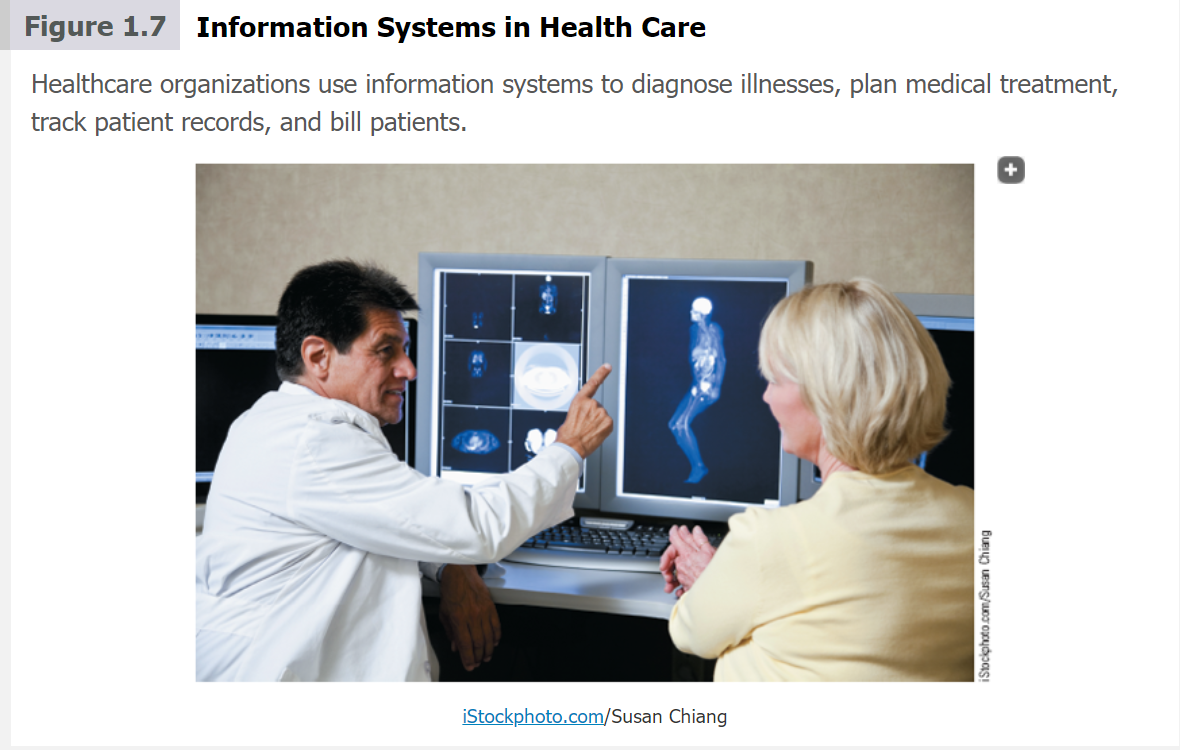 Figure 1.7 Information Systems in Health Care
Healthcare organizations use information systems to diagnose illnesses, plan medical treatment,
track patient records, and bill patients.
iStockphoto.com/Susan Chiang
iStockphoto.com/Susan Chiang